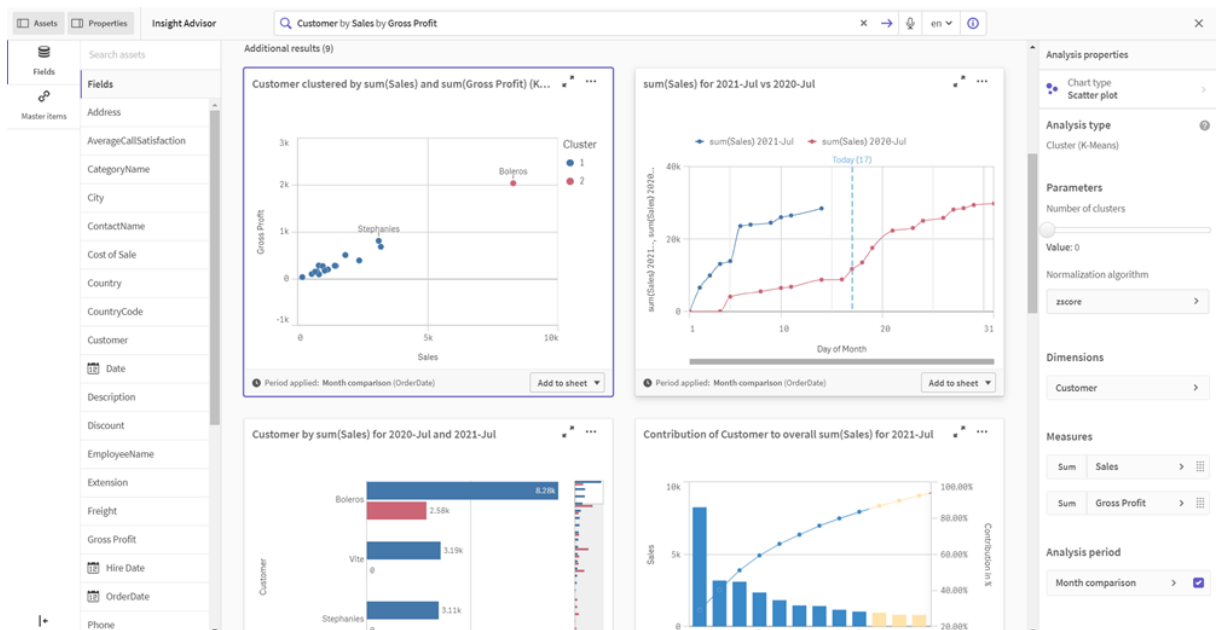 Assets
Properties
Insight Advisor
Customer by Sales by Gross Profit
en
Fields
Master items
Search assets
Fields
Address
AverageCallSatisfaction
CategoryName
City
ContactName
Cost of Sale
Country
CountryCode
Customer
Date
Description
Discount
EmployeeName
Extension
Freight
Gross Profit
Hire Date
OrderDate
Phone
Additional results (9)
Customer clustered by sum(Sales) and sum(Gross Profit) (K...
Cluster
1
2
3k
2k
1k
0
-1k
Gross Profit
Boleros
Stephanies
0
5k
10k
Sales
Period applied: Month comparison (OrderDate)
Add to sheet
sum(Sales) for 2021-Jul vs 2020-Jul
sum(Sales) 2021-Jul
sum(Sales) 2020-Jul
Today (17)
sum(Sales) 2021..., sum(Sales) 2020...
40k
20k
0
1
10
20
31
Day of Month
Period applied: Month comparison (OrderDate)
Add to sheet
Customer by sum(Sales) for 2020-Jul and 2021-Jul
Customer
Boleros
8.28k
2.58k
Vite
3.19k
0
Stephanies
3.11k
0
Contribution of Customer to overall sum(Sales) for 2021-Jul
Sales
10k
5k
0
100.00%
80.00%
60.00%
40.00%
20.00%
Contribution in %
Analysis properties
Chart type
Scatter plot
Analysis type
Cluster (K-Means)
Parameters
Number of clusters
Value: 0
Normalization algorithm
zscore
Dimensions
Customer
Measures
Sum
Sales
Sum
Gross Profit
Analysis period
Month comparison